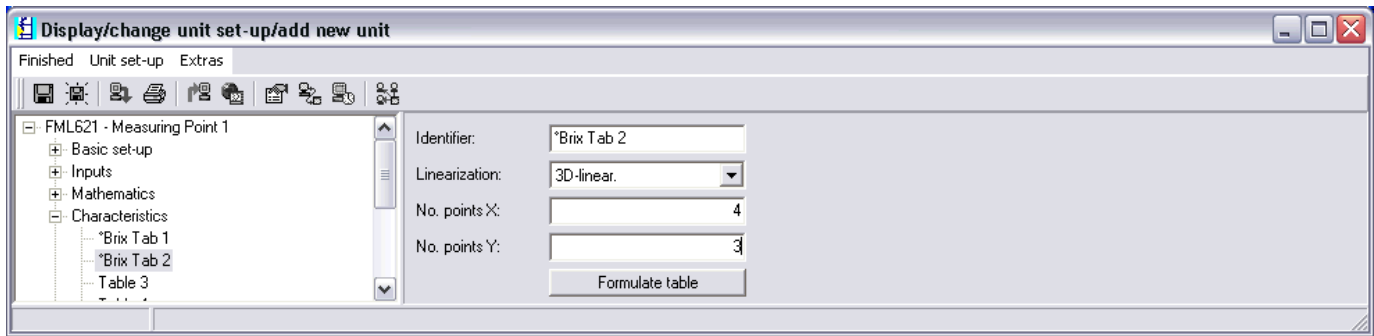 Display/change unit set-up/add new unit
Finished Unit set-up Extras
FML621 - Measuring Point 1
Basic set-up
Inputs
Mathematics
Characteristics
°Brix Tab 1
°Brix Tab 2
Table 3
Identifier: °Brix Tab 2
Linearization: 3D-linear.
No. points X: 4
No. points Y: 3
Formulate table